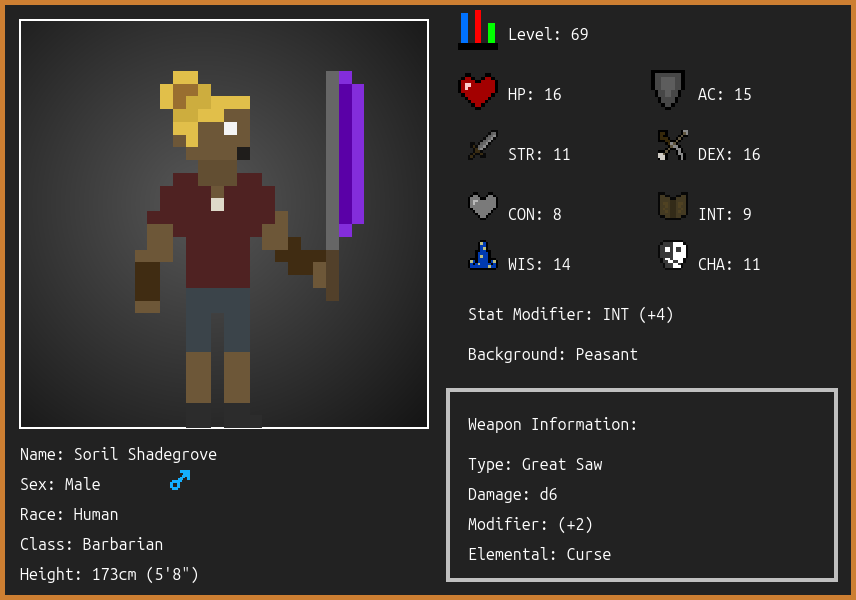 Level: 69
HP: 16
AC: 15
STR: 11
DEX: 16
CON: 8
INT: 9
WIS: 14
CHA: 11
Stat Modifier: INT (+4)
Background: Peasant
Weapon Information:
Type: Great Saw
Damage: d6
Modifier: (+2)
Elemental: Curse
Name: Soril Shadegrove
Sex: Male
Race: Human
Class: Barbarian
Height: 173cm (5'8")